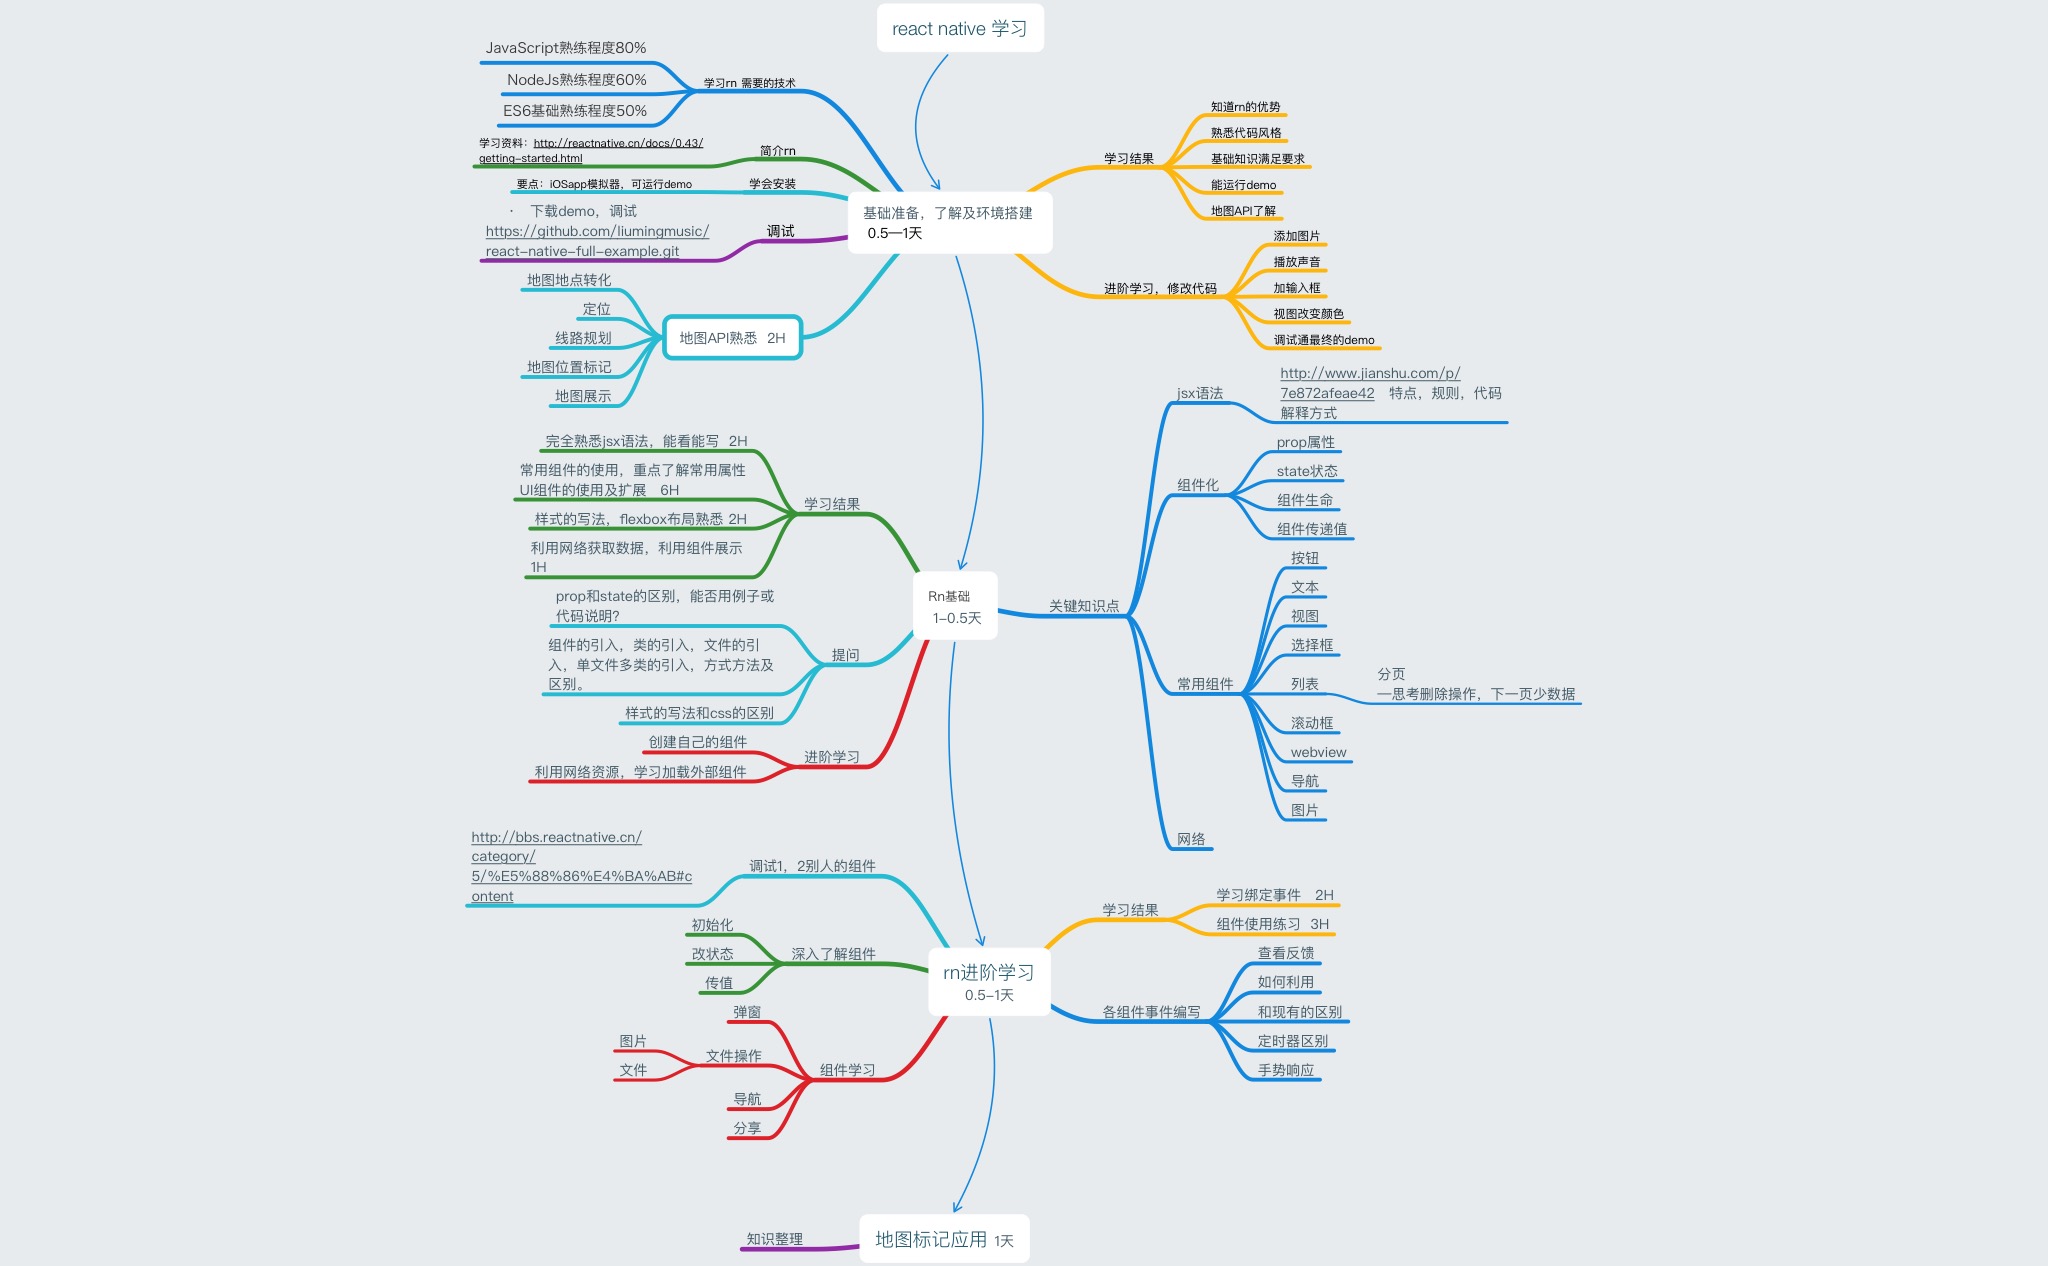 react native 学习
JavaScript熟练程度80%
NodeJs熟练程度60%
ES6基础熟练程度50%
学习rn 需要的技术
学习资料：http://reactnative.cn/docs/0.43/
getting-started.html
简介rn
要点：iOSapp模拟器，可运行demo
学会安装
· 下载demo，调试
https://github.com/liumingmusic/
react-native-full-example.git
调试
地图地点转化
定位
线路规划
地图位置标记
地图展示
地图API熟悉 2H
基础准备，了解及环境搭建
0.5—1天
学习结果
知道rn的优势
熟悉代码风格
基础知识满足要求
能运行demo
地图API了解
进阶学习，修改代码
添加图片
播放声音
加输入框
视图改变颜色
调试通最终的demo
完全熟悉jsx语法，能看能写 2H
常用组件的使用，重点了解常用属性
UI组件的使用及扩展 6H
样式的写法，flexbox布局熟悉 2H
利用网络获取数据，利用组件展示
1H
学习结果
prop和state的区别，能否用例子或
代码说明？
组件的引入，类的引入，文件的引
入，单文件多类的引入，方式方法及
区别。
样式的写法和css的区别
提问
创建自己的组件
利用网络资源，学习加载外部组件
进阶学习
Rn基础
1-0.5天
关键知识点
jsx语法
http://www.jianshu.com/p/
7e872afeae42 特点，规则，代码
解释方式
组件化
prop属性
state状态
组件生命
组件传递值
常用组件
按钮
文本
视图
选择框
列表
分页
—思考删除操作，下一页少数据
滚动框
webview
导航
图片
网络
http://bbs.reactnative.cn/
category/
5/%E5%88%86%E4%BA%AB#c
ontent
调试1，2别人的组件
初始化
改状态
传值
深入了解组件
弹窗
图片
文件
文件操作
导航
分享
组件学习
rn进阶学习
0.5-1天
学习结果
学习绑定事件 2H
组件使用练习 3H
各组件事件编写
查看反馈
如何利用
和现有的区别
定时器区别
手势响应
知识整理
地图标记应用 1天